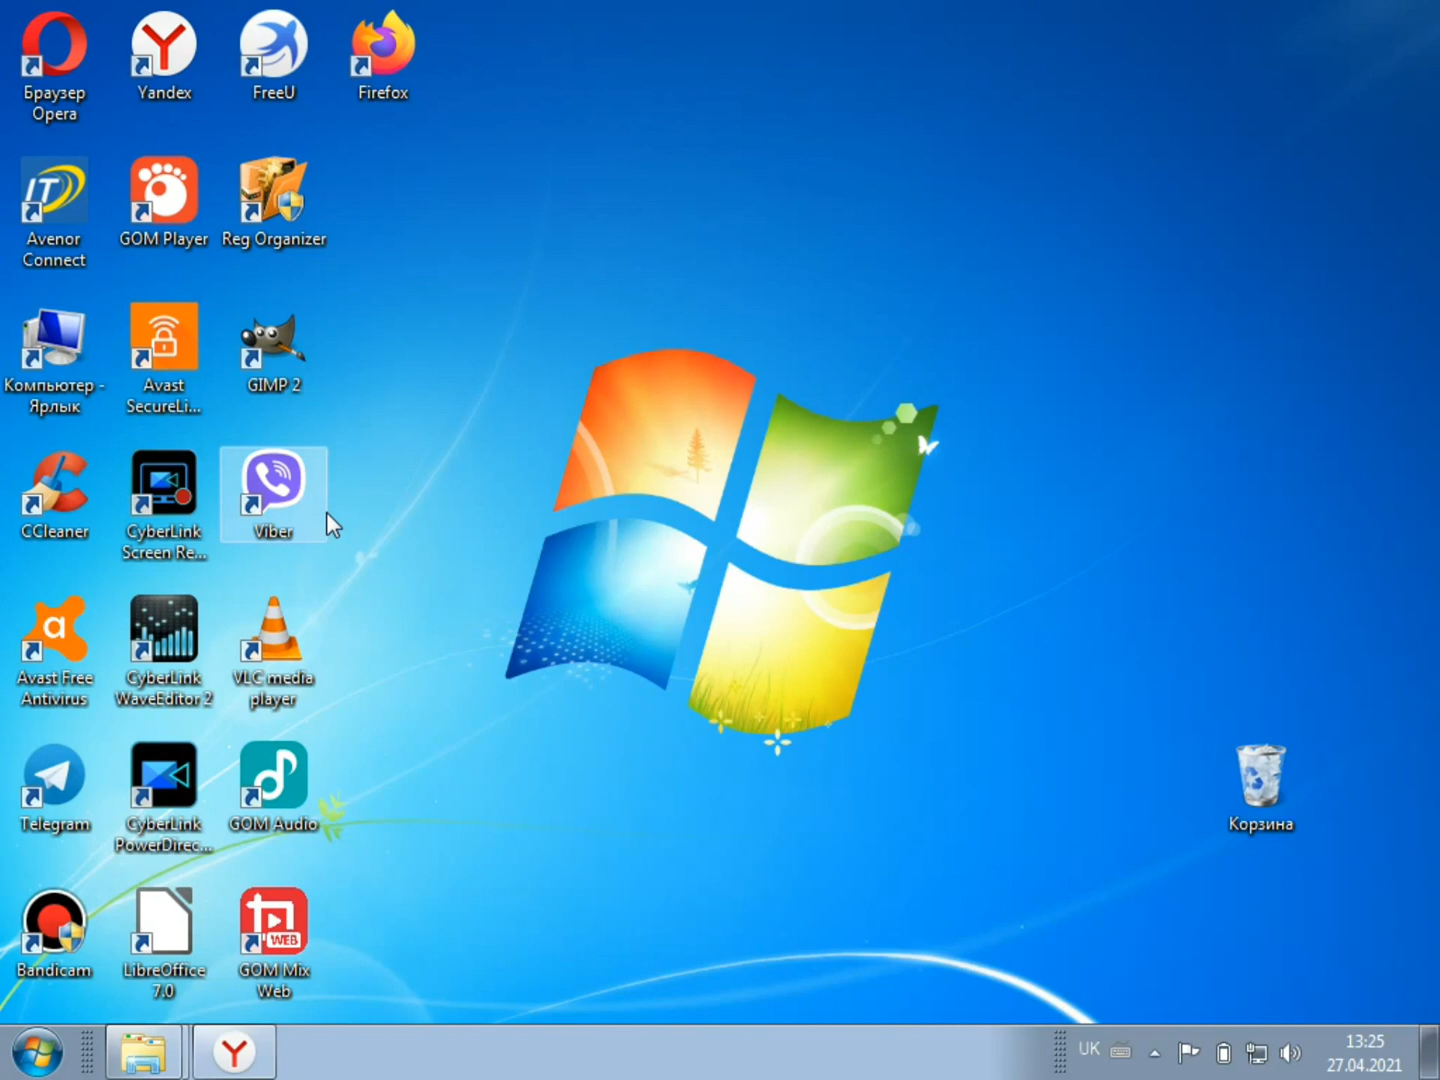 Браузер
Opera
Yandex
FreeU
Firefox
IT
Avenor
Connect
GOM Player
Reg Organizer
Компьютер -
Ярлык
Avast
SecureLi...
GIMP 2
CCleaner
CyberLink
Screen Re...
Viber
a
Avast Free
Antivirus
CyberLink
WaveEditor 2
VLC media
player
Telegram
CyberLink
PowerDirec...
GOM Audio
Корзина
Bandicam
LibreOffice
7.0
WEB
GOM Mix
Web
UK
13:25
27.04.2021